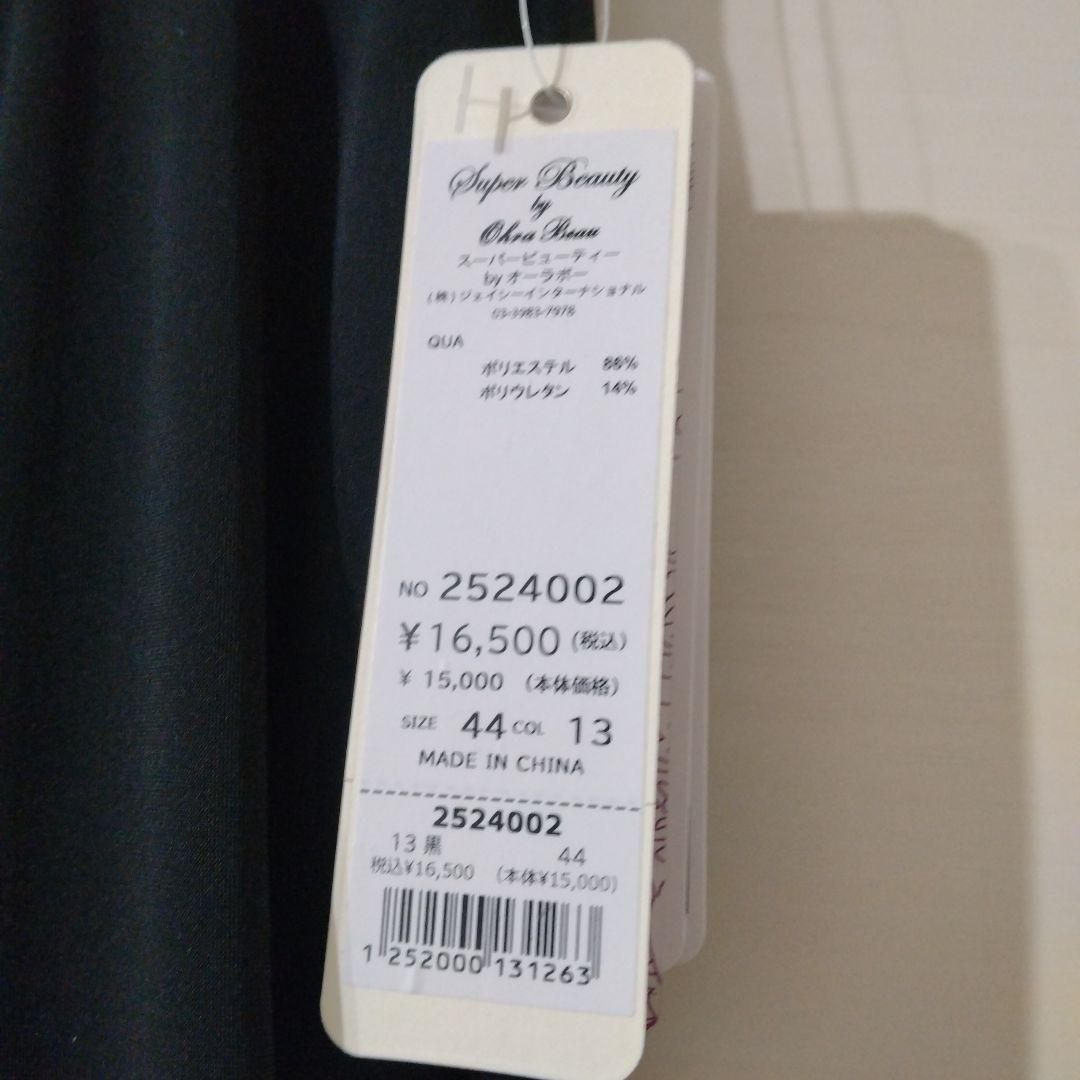 Super Beauty
by
Ohra Beau
スーパービューティー
by オーラボー
(株)ジェイシーインターナショナル
03-3983-7978
QUA
ポリエステル 86%
ポリウレタン 14%
NO 2524002
¥16,500 (税込)
¥ 15,000 (本体価格)
SIZE 44 COL 13
MADE IN CHINA
2524002
13 黒 44
税込¥16,500 (本体¥15,000)
1 252000 131263